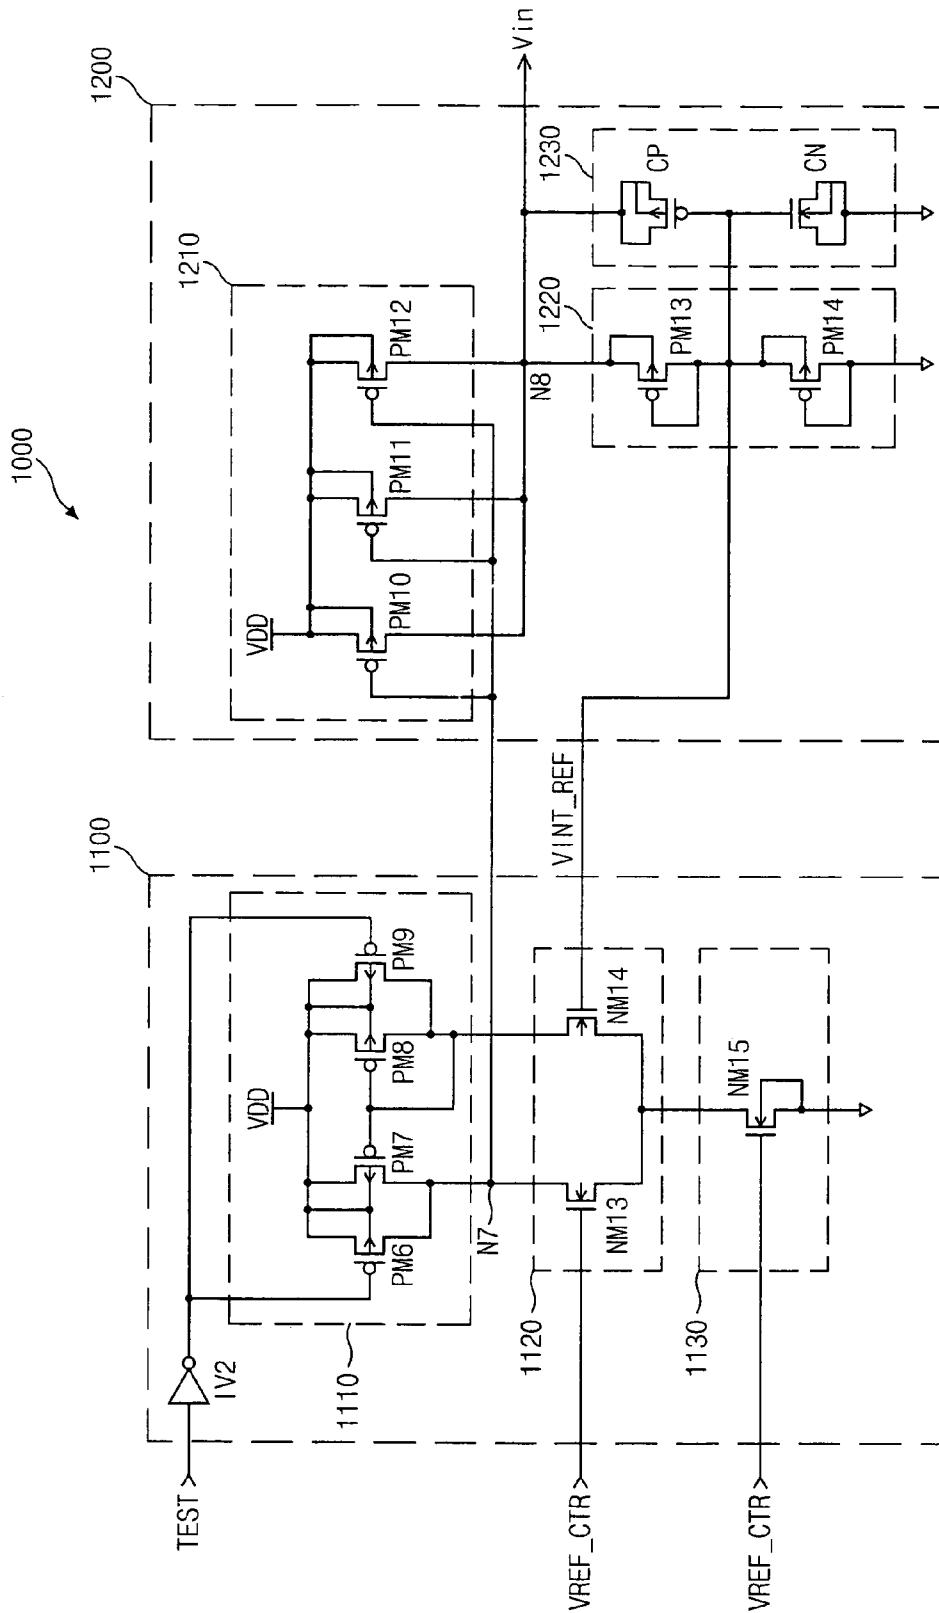 1000
1200
1210
VDD
PM10
PM11
PM12
Vin
N8
1220
PM13
PM14
1230
CP
CN
1100
TEST
IV2
1110
VDD
PM6
PM7
PM8
PM9
N7
VINT_REF
1120
NM13
NM14
VREF_CTR
1130
NM15
VREF_CTR